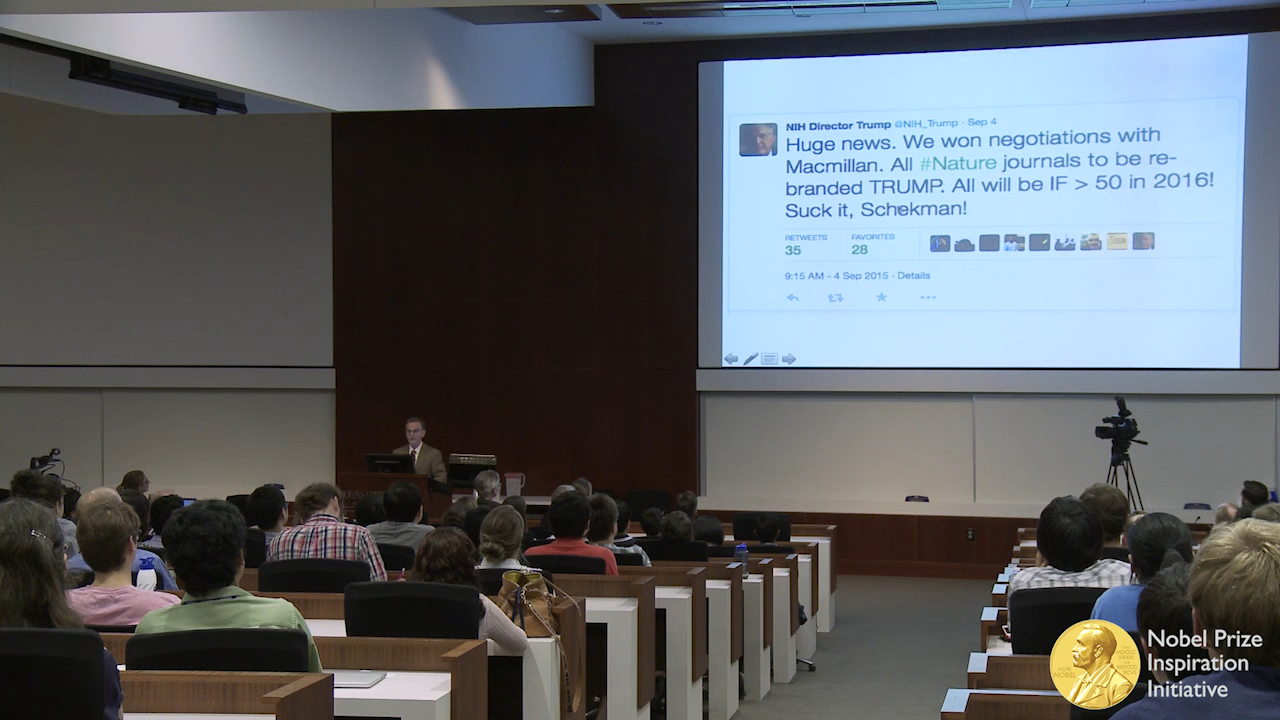 NIH Director Trump @NIH_Trump · Sep 4
Huge news. We won negotiations with
Macmillan. All #Nature journals to be re-
branded TRUMP. All will be IF > 50 in 2016!
Suck it, Schekman!
RETWEETS FAVORITES
35 28
9:15 AM - 4 Sep 2015 · Details
Nobel Prize
Inspiration
Initiative